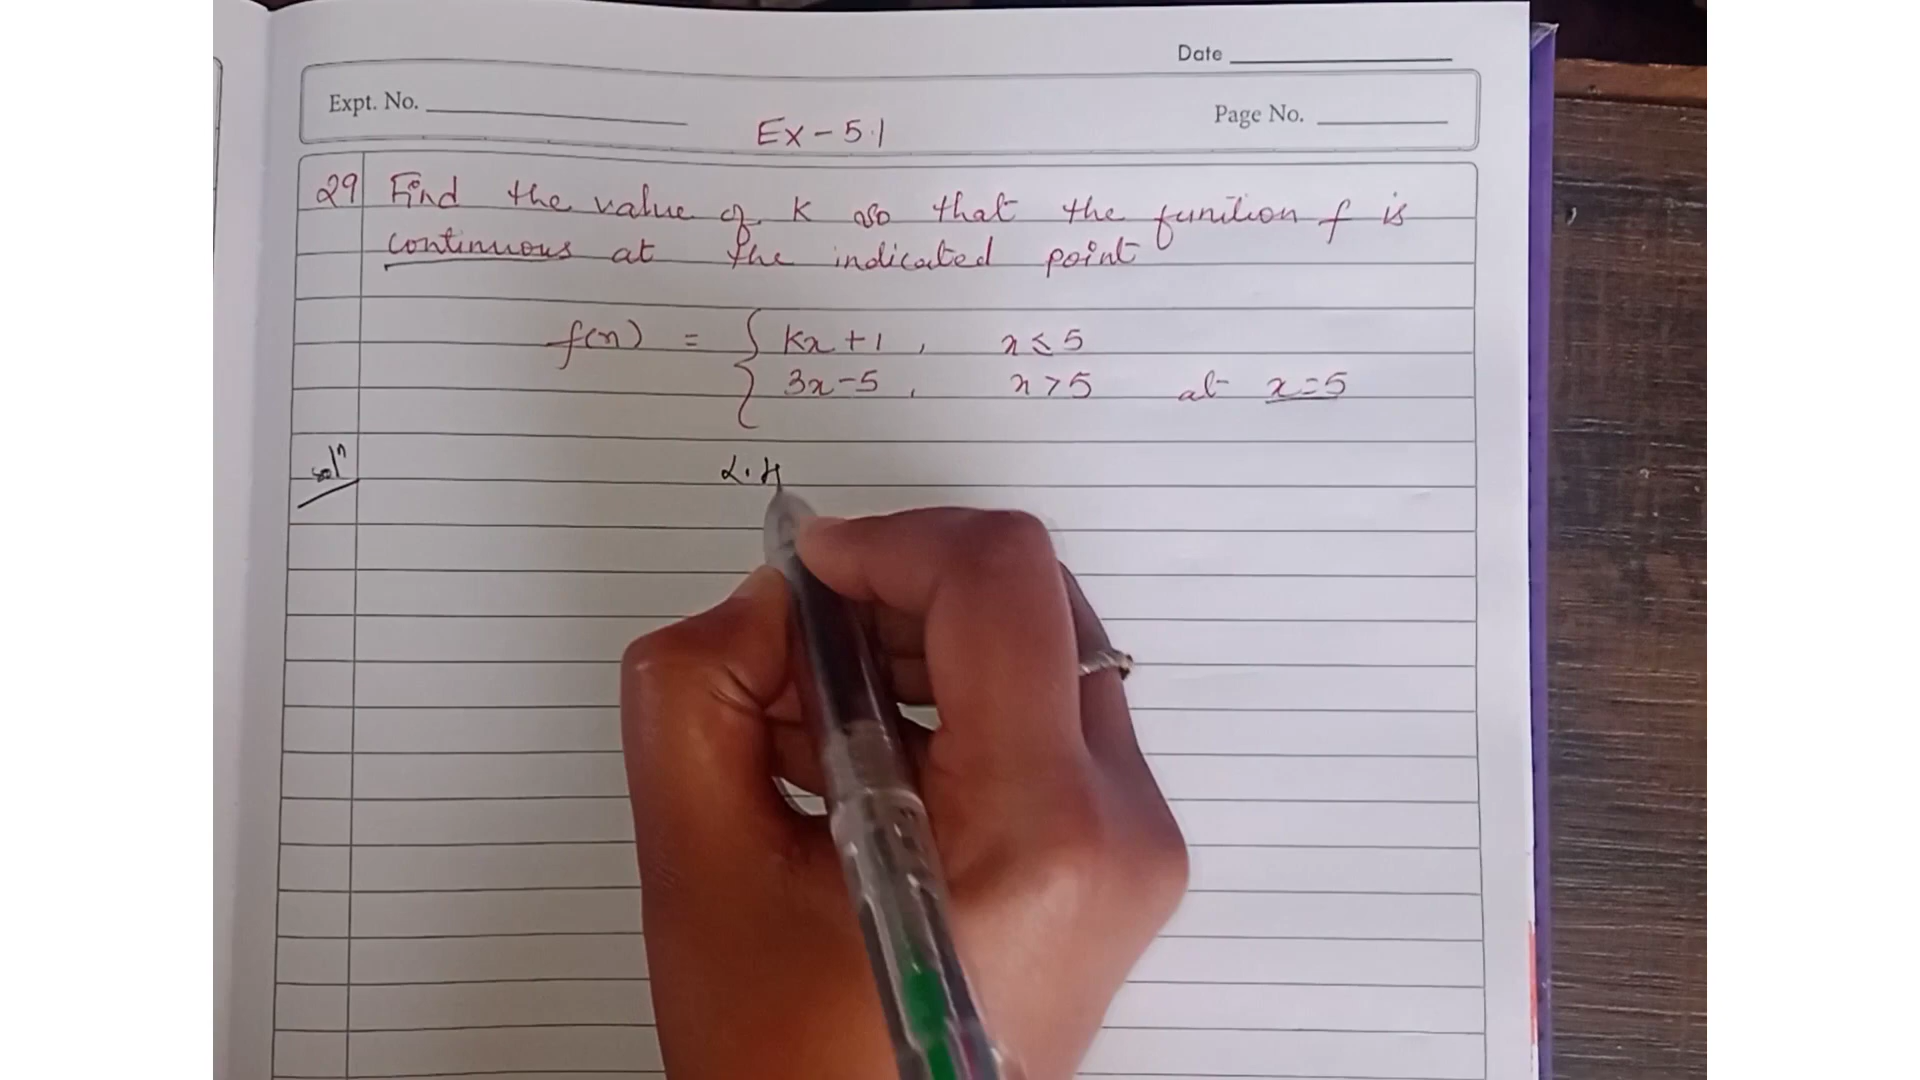 Date
Expt. No.
Page No.
Ex - 5.1
29 Find the value of K so that the function f is
continuous at the indicated point
f(x) = { Kx + 1 , x ≤ 5
3x - 5 , x > 5 at x = 5
solⁿ
L.H